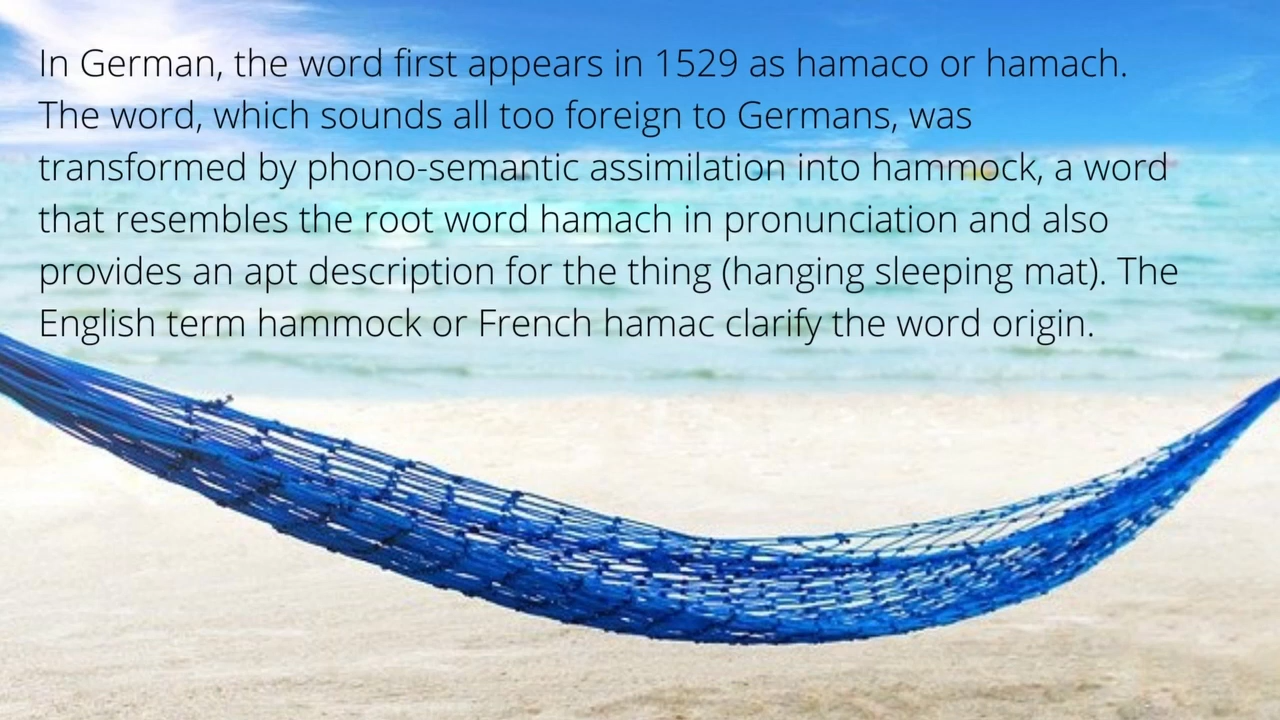 In German, the word first appears in 1529 as hamaco or hamach.
The word, which sounds all too foreign to Germans, was
transformed by phono-semantic assimilation into hammock, a word
that resembles the root word hamach in pronunciation and also
provides an apt description for the thing (hanging sleeping mat). The
English term hammock or French hamac clarify the word origin.